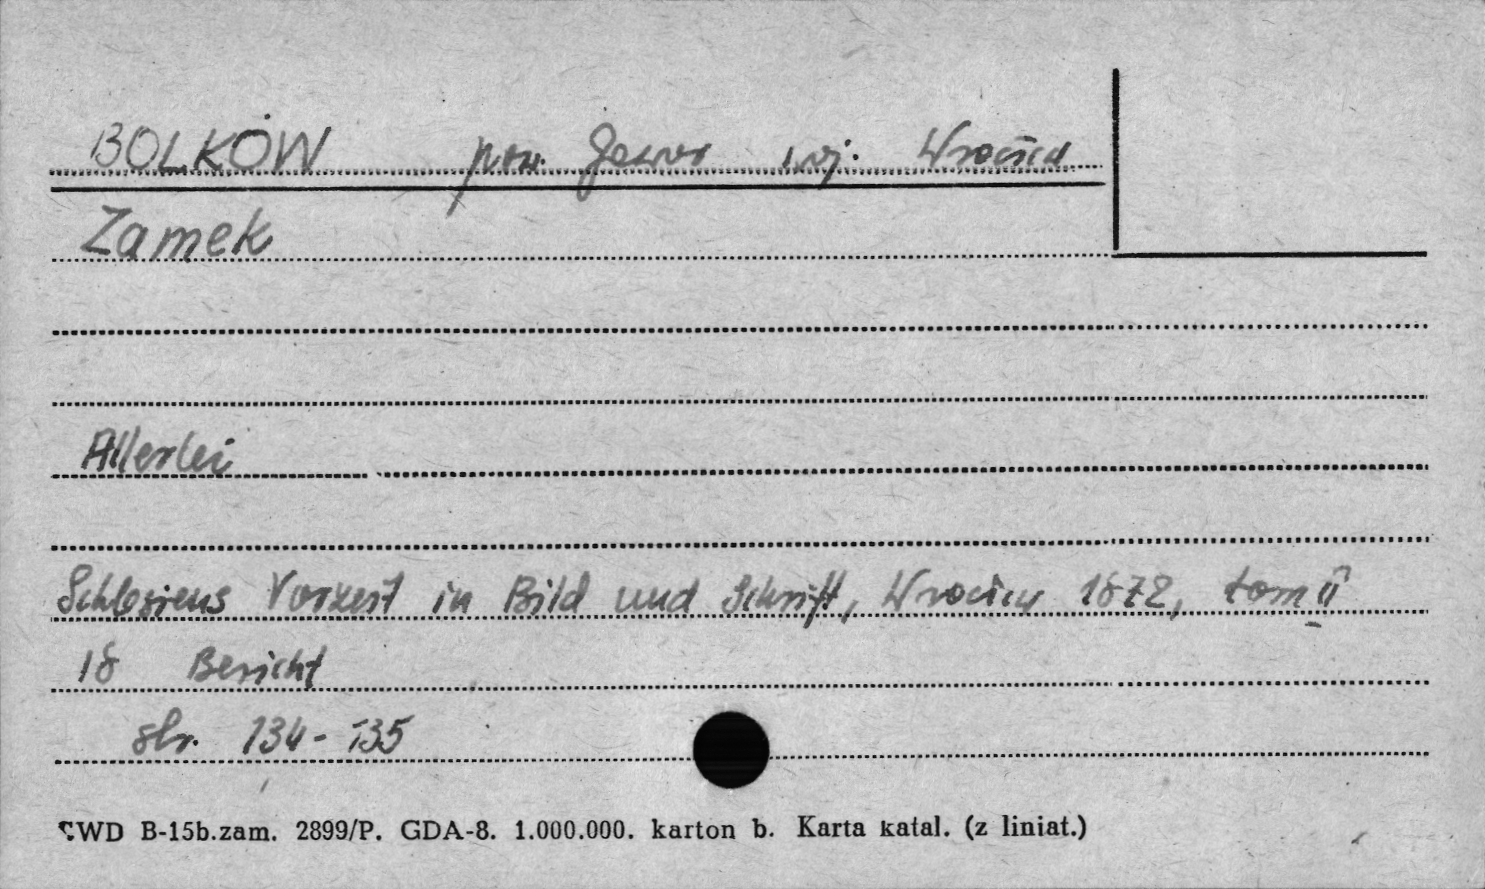 BOLKÓW pow. Jawor woj. Wrocław
Zamek
Allerlei
Schlesiens Vorzeit in Bild und Schrift, Wrocław 1872, tom II
18 Bericht
str. 134-135
CWD B-15b.zam. 2899/P. GDA-8. 1.000.000. karton b. Karta katal. (z liniat.)